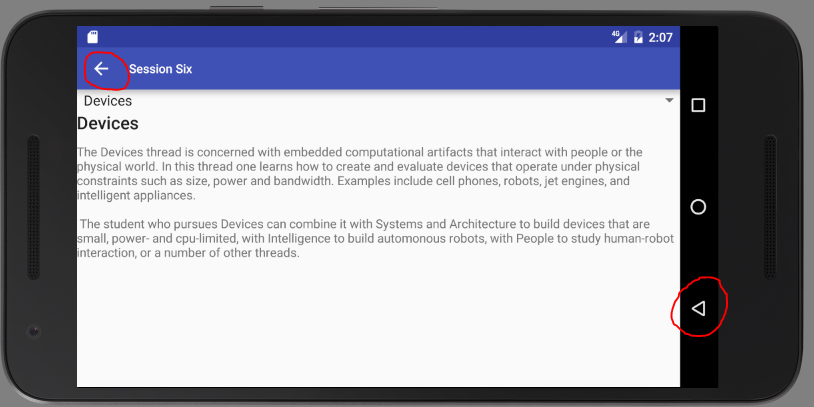 4G 2:07
Session Six
Devices
Devices
The Devices thread is concerned with embedded computational artifacts that interact with people or the
physical world. In this thread one learns how to create and evaluate devices that operate under physical
constraints such as size, power and bandwidth. Examples include cell phones, robots, jet engines, and
intelligent appliances.
The student who pursues Devices can combine it with Systems and Architecture to build devices that are
small, power- and cpu-limited, with Intelligence to build automonous robots, with People to study human-robot
interaction, or a number of other threads.